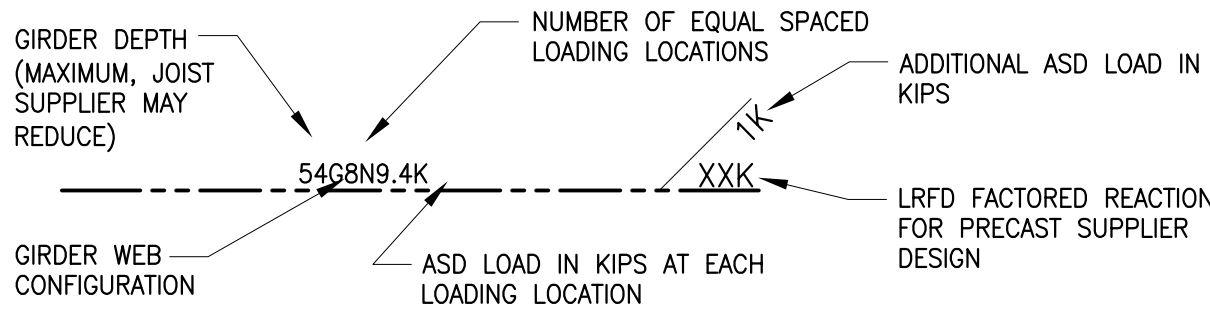 GIRDER DEPTH
(MAXIMUM, JOIST
SUPPLIER MAY
REDUCE)
NUMBER OF EQUAL SPACED
LOADING LOCATIONS
ADDITIONAL ASD LOAD IN
KIPS
1K
54G8N9.4K
XXK
LRFD FACTORED REACTION
FOR PRECAST SUPPLIER
DESIGN
GIRDER WEB
CONFIGURATION
ASD LOAD IN KIPS AT EACH
LOADING LOCATION